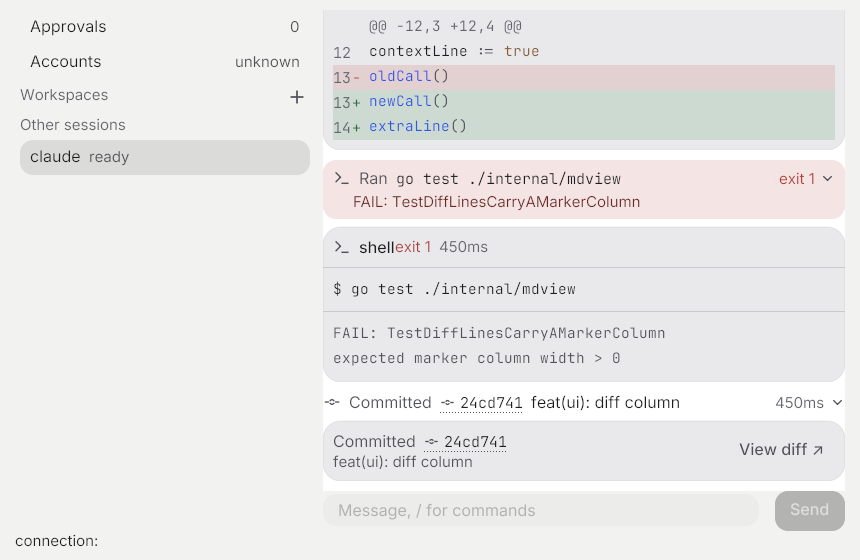 Approvals 0
Accounts unknown
Workspaces +
Other sessions
claude ready
connection:
@@ -12,3 +12,4 @@
12 contextLine := true
13- oldCall()
13+ newCall()
14+ extraLine()
>_ Ran go test ./internal/mdview exit 1
FAIL: TestDiffLinesCarryAMarkerColumn
>_ shellexit 1 450ms
$ go test ./internal/mdview
FAIL: TestDiffLinesCarryAMarkerColumn
expected marker column width > 0
Committed 24cd741 feat(ui): diff column 450ms
Committed 24cd741
feat(ui): diff column
View diff ↗
Message, / for commands
Send